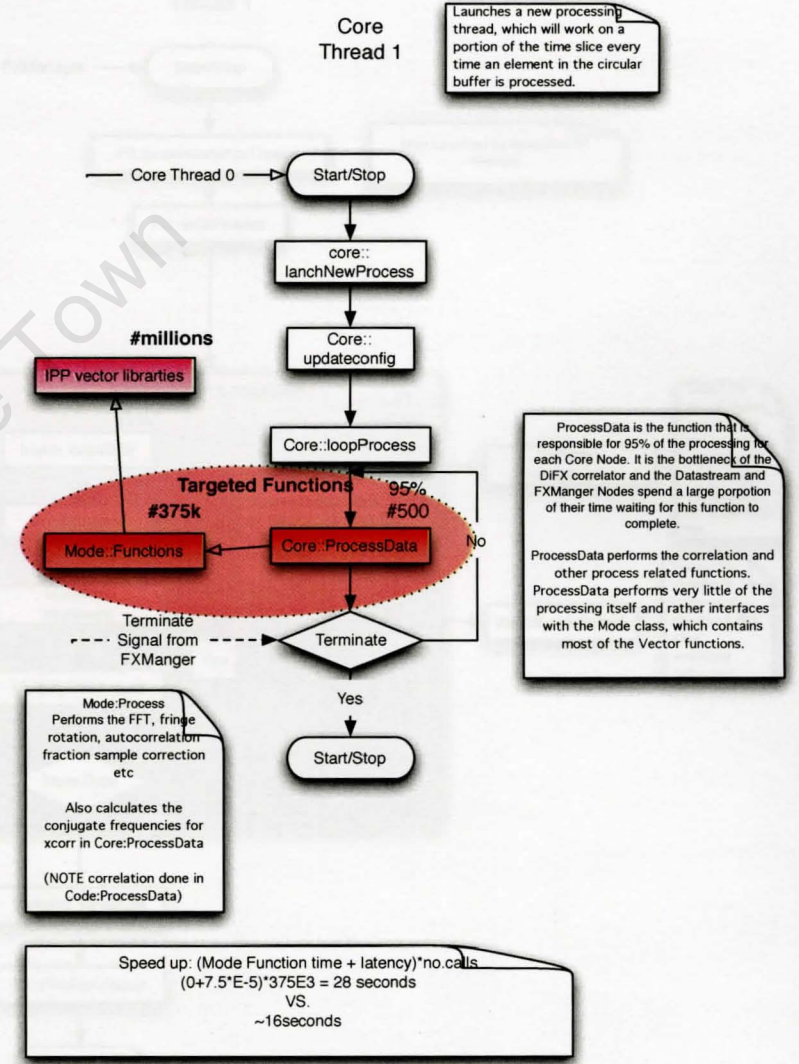 Core
Thread 1
Launches a new processing
thread, which will work on a
portion of the time slice every
time an element in the circular
buffer is processed.
Core Thread 0
Start/Stop
core::
lanchNewProcess
#millions
IPP vector librarties
Core::
updateconfig
Core::loopProcess
Targeted Functions
95%
#375k
#500
Mode::Functions
Core::ProcessData
No
Terminate
Signal from
FXManger
Terminate
Yes
Start/Stop
ProcessData is the function that is
responsible for 95% of the processing for
each Core Node. It is the bottleneck of the
DiFX correlator and the Datastream and
FXManger Nodes spend a large porpotion
of their time waiting for this function to
complete.
ProcessData performs the correlation and
other process related functions.
ProcessData performs very little of the
processing itself and rather interfaces
with the Mode class, which contains
most of the Vector functions.
Mode:Process
Performs the FFT, fringe
rotation, autocorrelation
fraction sample correction
etc
Also calculates the
conjugate frequencies for
xcorr in Core:ProcessData
(NOTE correlation done in
Code:ProcessData)
Speed up: (Mode Function time + latency)*no.calls
(0+7.5*E-5)*375E3 = 28 seconds
VS.
~16seconds
Town